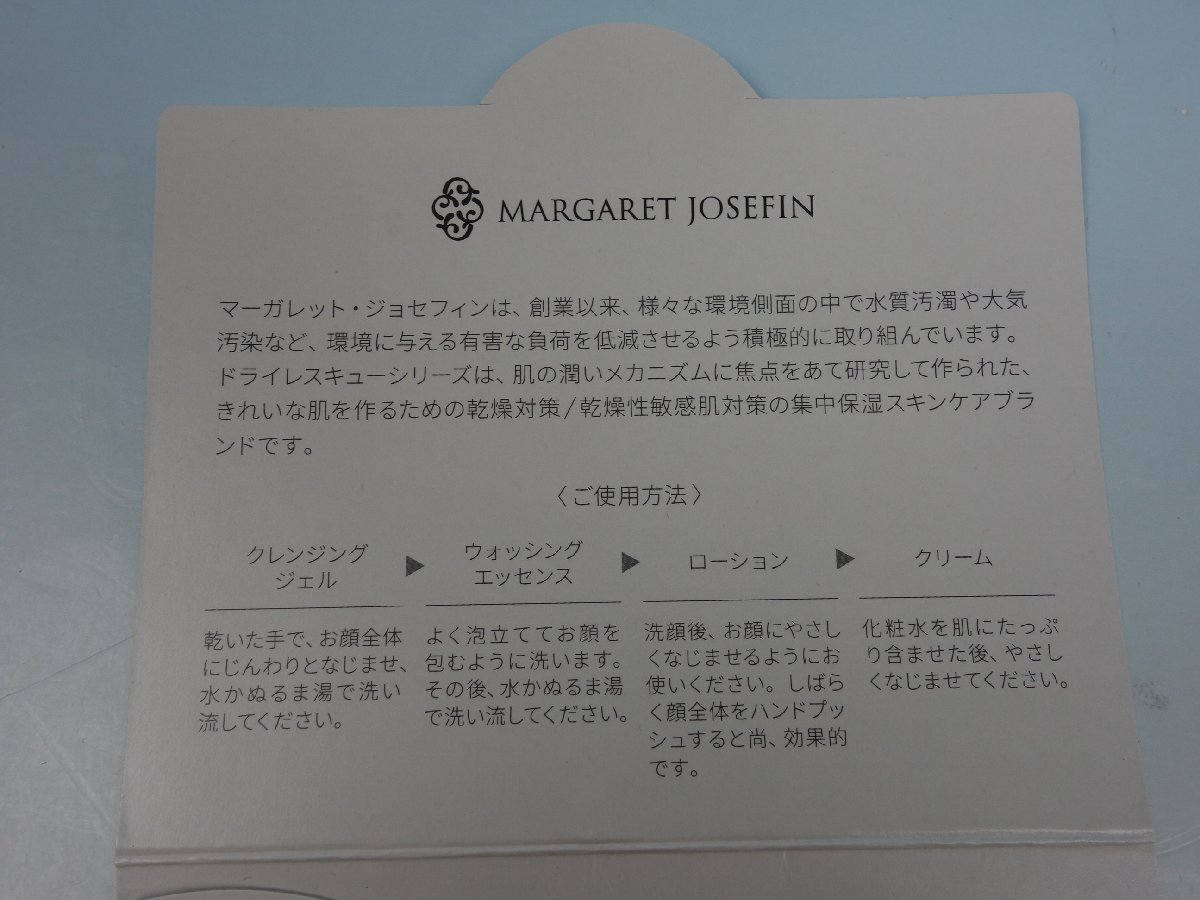 MARGARET JOSEFIN
マーガレット・ジョセフィンは、創業以来、様々な環境側面の中で水質汚濁や大気
汚染など、環境に与える有害な負荷を低減させるよう積極的に取り組んでいます。
ドライレスキューシリーズは、肌の潤いメカニズムに焦点をあて研究して作られた、
きれいな肌を作るための乾燥対策/乾燥性敏感肌対策の集中保湿スキンケアブラ
ンドです。
〈ご使用方法〉
クレンジング
ジェル
乾いた手で、お顔全体
にじんわりとなじませ、
水かぬるま湯で洗い
流してください。
ウォッシング
エッセンス
よく泡立ててお顔を
包むように洗います。
その後、水かぬるま湯
で洗い流してください。
ローション
洗顔後、お顔にやさし
くなじませるようにお
使いください。しばら
く顔全体をハンドプッ
シュすると尚、効果的
です。
クリーム
化粧水を肌にたっぷ
り含ませた後、やさし
くなじませてください。